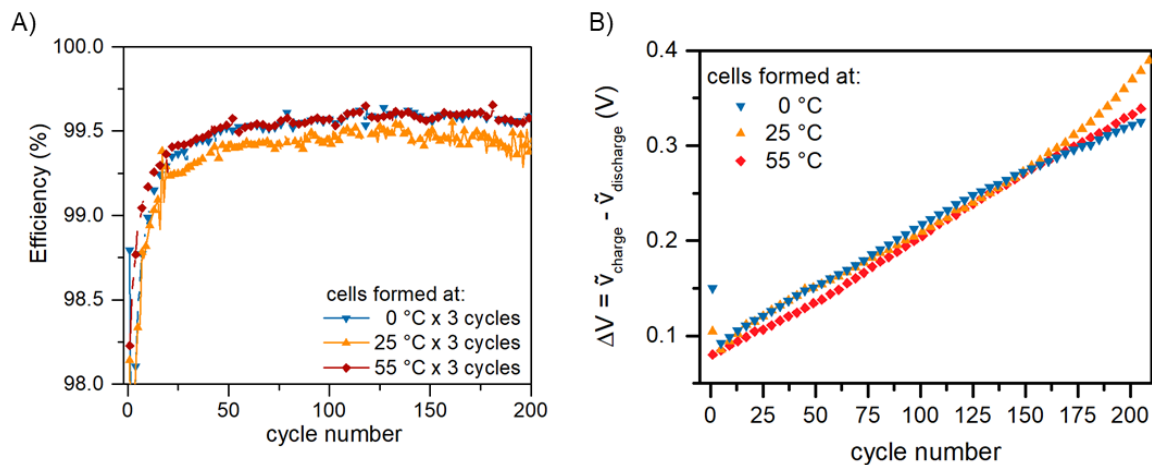 A)
100.0
99.5
99.0
98.5
98.0
Efficiency (%)
0
50
100
150
200
cycle number
cells formed at:
0 °C x 3 cycles
25 °C x 3 cycles
55 °C x 3 cycles
B)
0.4
0.3
0.2
0.1
ΔV = ṽcharge - ṽdischarge (V)
cells formed at:
0 °C
25 °C
55 °C
0
25
50
75
100
125
150
175
200
cycle number